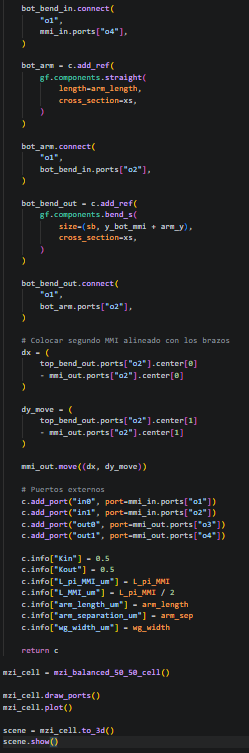 bot_bend_in.connect(
"o1",
mmi_in.ports["o4"],
)
bot_arm = c.add_ref(
gf.components.straight(
length=arm_length,
cross_section=xs,
)
)
bot_arm.connect(
"o1",
bot_bend_in.ports["o2"],
)
bot_bend_out = c.add_ref(
gf.components.bend_s(
size=(sb, y_bot_mmi + arm_y),
cross_section=xs,
)
)
bot_bend_out.connect(
"o1",
bot_arm.ports["o2"],
)
# Colocar segundo MMI alineado con los brazos
dx = (
top_bend_out.ports["o2"].center[0]
- mmi_out.ports["o2"].center[0]
)
dy_move = (
top_bend_out.ports["o2"].center[1]
- mmi_out.ports["o2"].center[1]
)
mmi_out.move((dx, dy_move))
# Puertos externos
c.add_port("in0", port=mmi_in.ports["o1"])
c.add_port("in1", port=mmi_in.ports["o2"])
c.add_port("out0", port=mmi_out.ports["o3"])
c.add_port("out1", port=mmi_out.ports["o4"])
c.info["Kin"] = 0.5
c.info["Kout"] = 0.5
c.info["L_pi_MMI_um"] = L_pi_MMI
c.info["L_MMI_um"] = L_pi_MMI / 2
c.info["arm_length_um"] = arm_length
c.info["arm_separation_um"] = arm_sep
c.info["wg_width_um"] = wg_width
return c
mzi_cell = mzi_balanced_50_50_cell()
mzi_cell.draw_ports()
mzi_cell.plot()
scene = mzi_cell.to_3d()
scene.show()